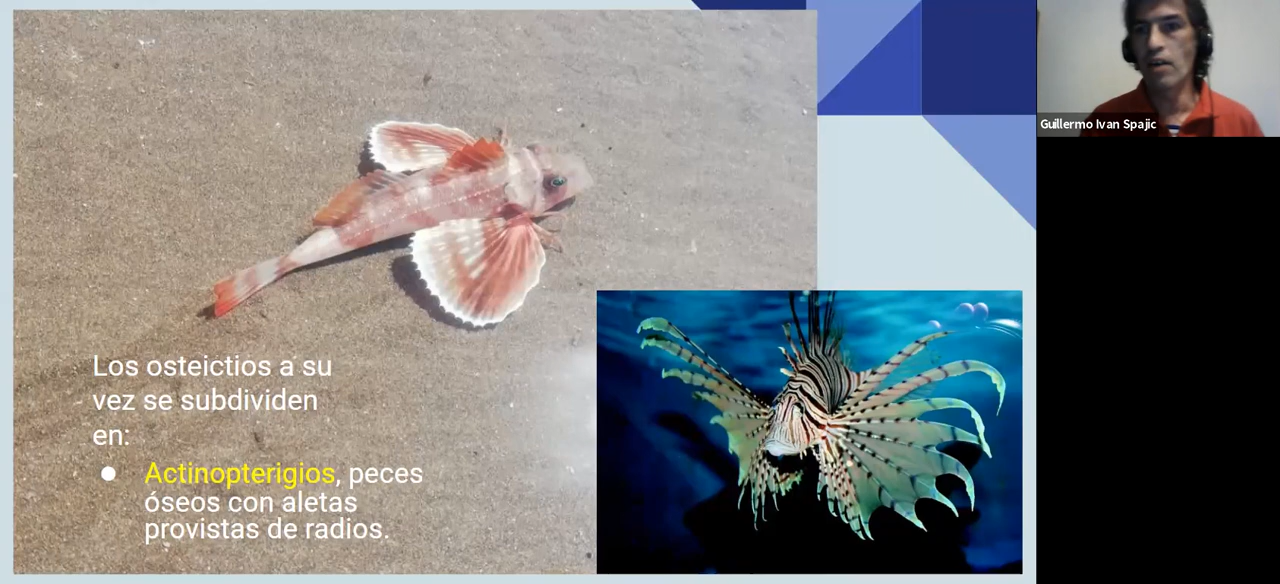 Los osteictios a su
vez se subdividen
en:
● Actinopterigios, peces
óseos con aletas
provistas de radios.
Guillermo Ivan Spajic